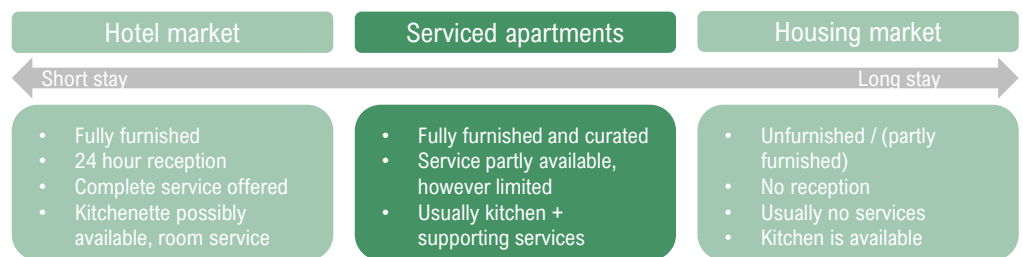 Hotel market
Serviced apartments
Housing market
Short stay
Long stay
• Fully furnished
• 24 hour reception
• Complete service offered
• Kitchenette possibly
available, room service
• Fully furnished and curated
• Service partly available,
however limited
• Usually kitchen +
supporting services
• Unfurnished / (partly
furnished)
• No reception
• Usually no services
• Kitchen is available